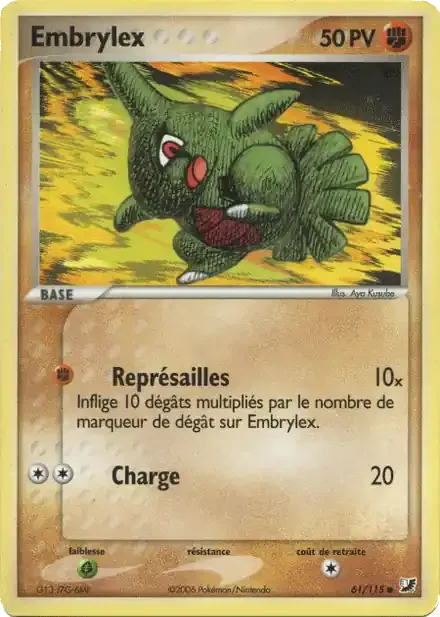 Embrylex 50 PV
BASE Illus. Aya Kusube
Représailles 10x
Inflige 10 dégâts multipliés par le nombre de
marqueur de dégât sur Embrylex.
Charge 20
faiblesse résistance coût de retraite
©2006 Pokémon/Nintendo 61/115